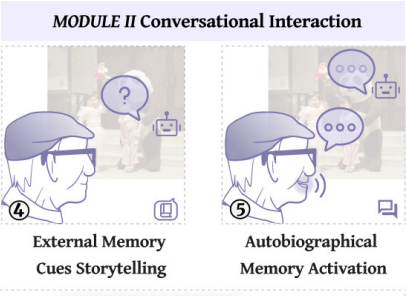 MODULE II Conversational Interaction
?
④
⑤
External Memory
Cues Storytelling
Autobiographical
Memory Activation